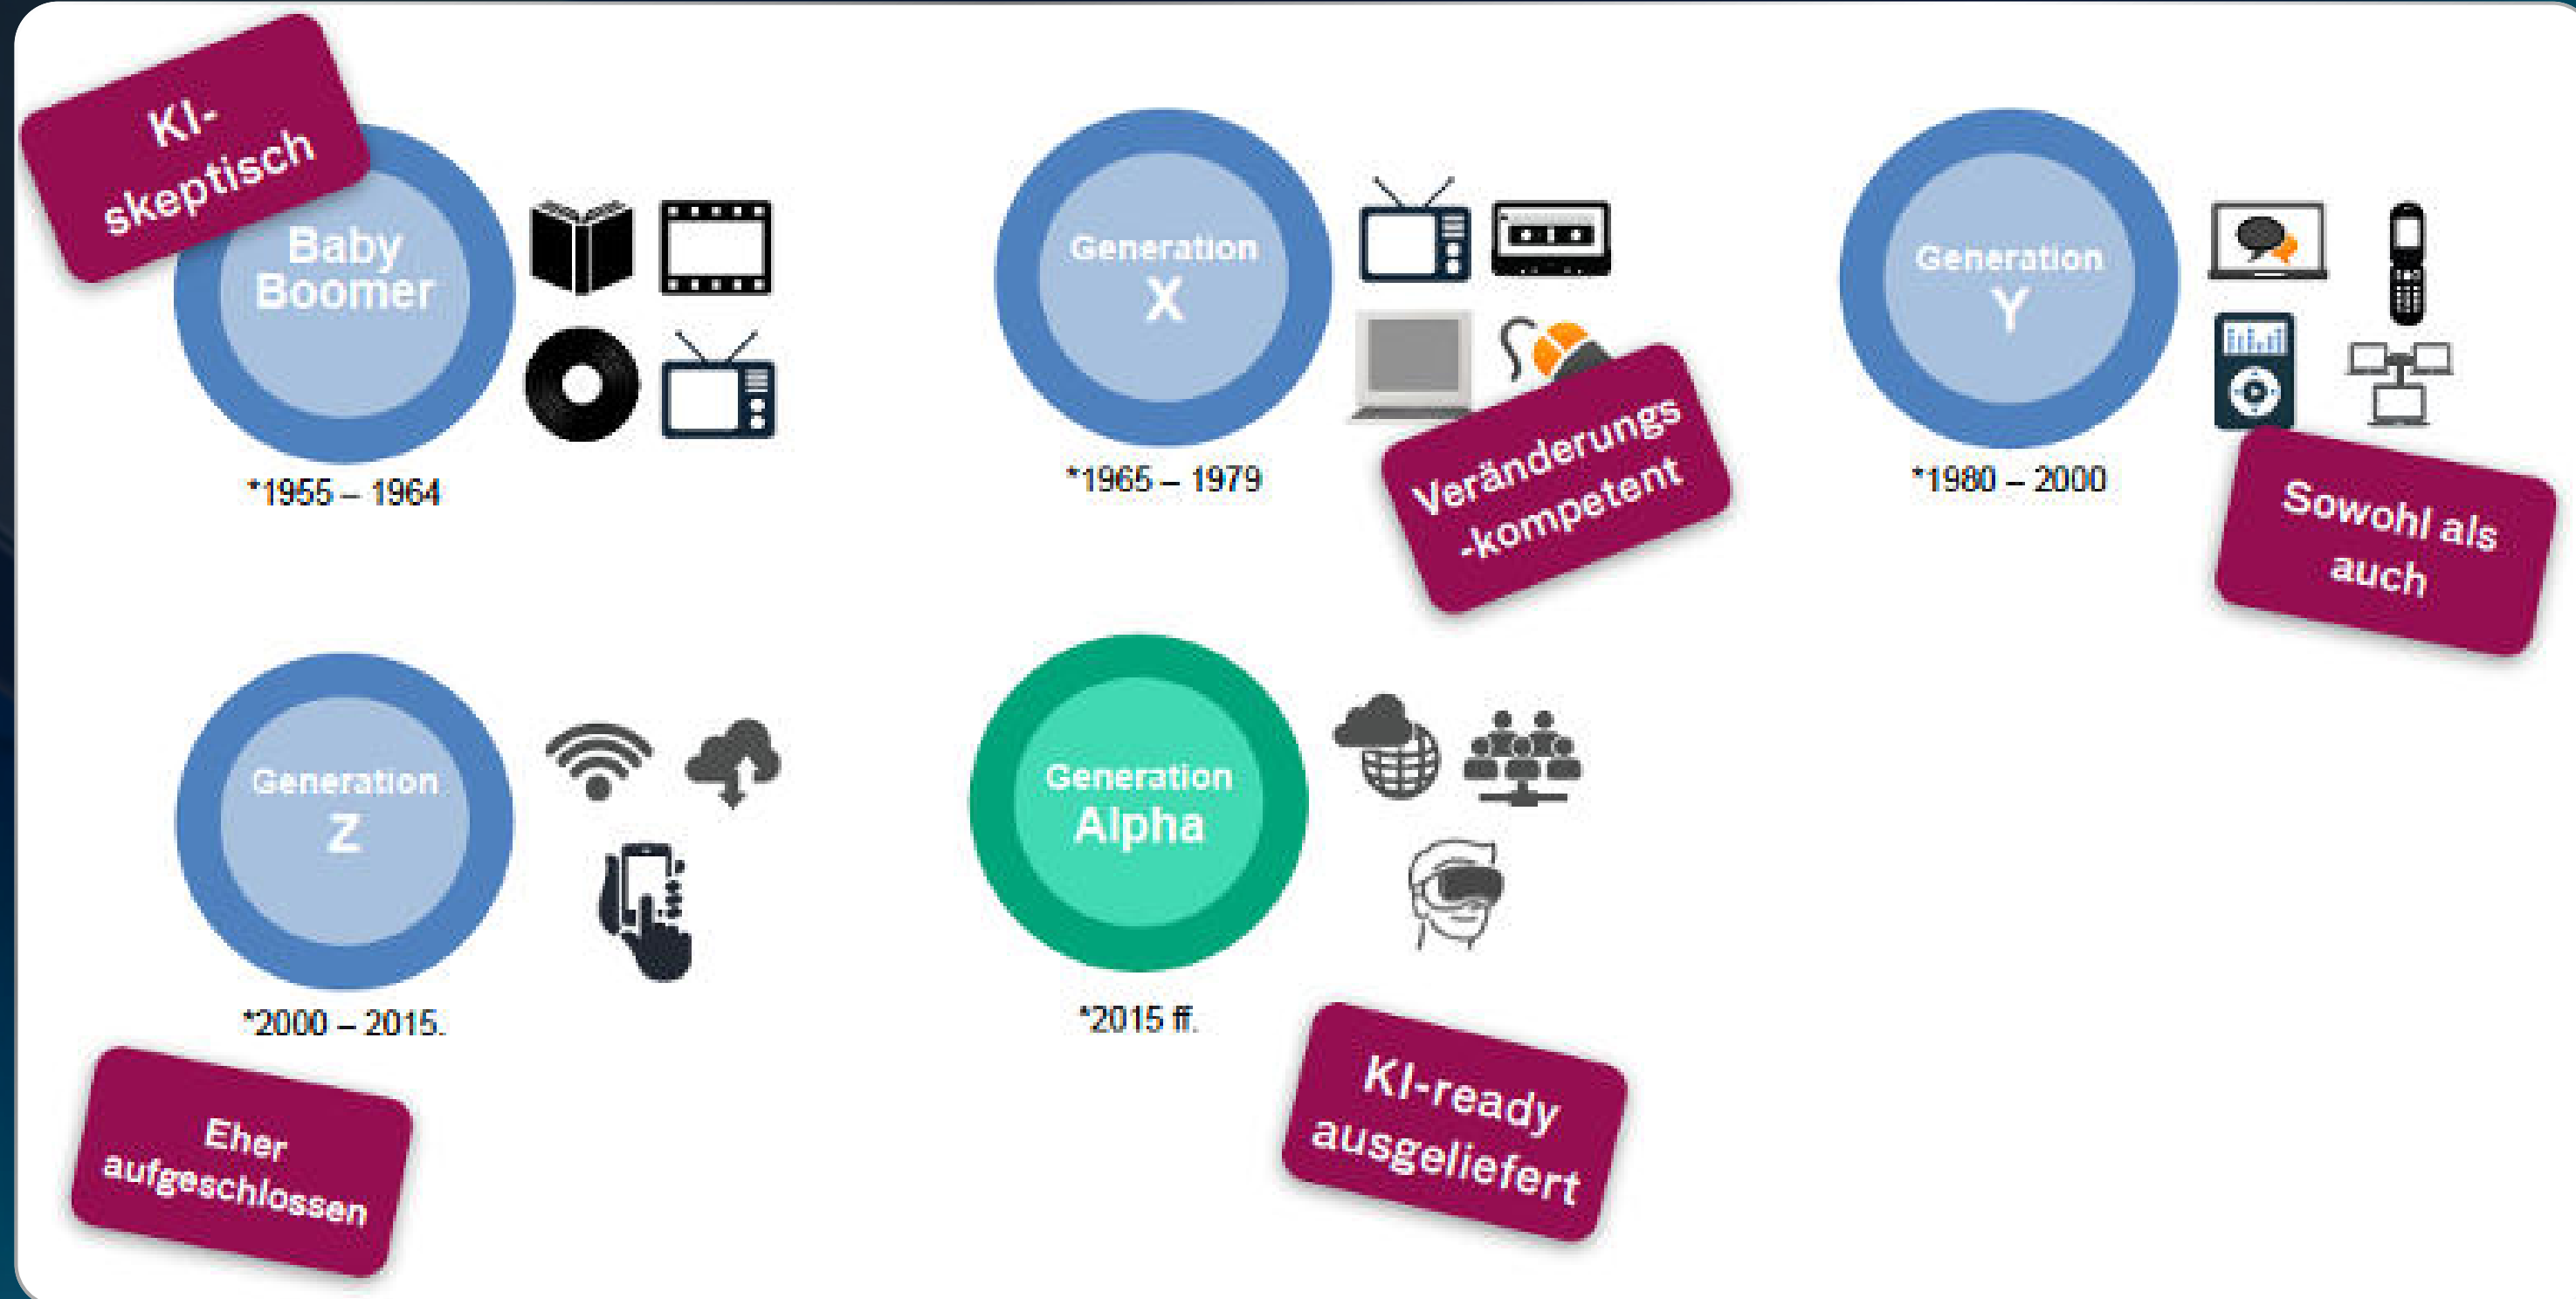 KI-
skeptisch
Baby
Boomer
*1955 – 1964
Generation
X
*1965 – 1979
Veränderungs
-kompetent
Generation
Y
*1980 – 2000
Sowohl als
auch
Generation
Z
*2000 – 2015.
Eher
aufgeschlossen
Generation
Alpha
*2015 ff.
KI-ready
ausgeliefert